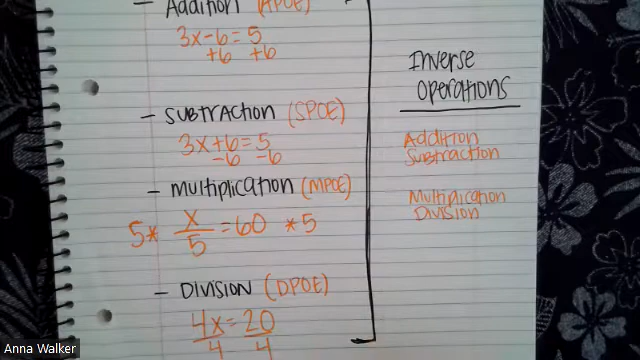 - Addition (APOE)
3x-6=5
+6 +6
- SUBTRACTION (SPOE)
3x+6=5
-6 -6
- multiplication (MPOE)
5* x/5 =60 *5
- DIVISION (DPOE)
4x=20
4 4
Inverse
Operations
Addition
Subtraction
Multiplication
Division
Anna Walker